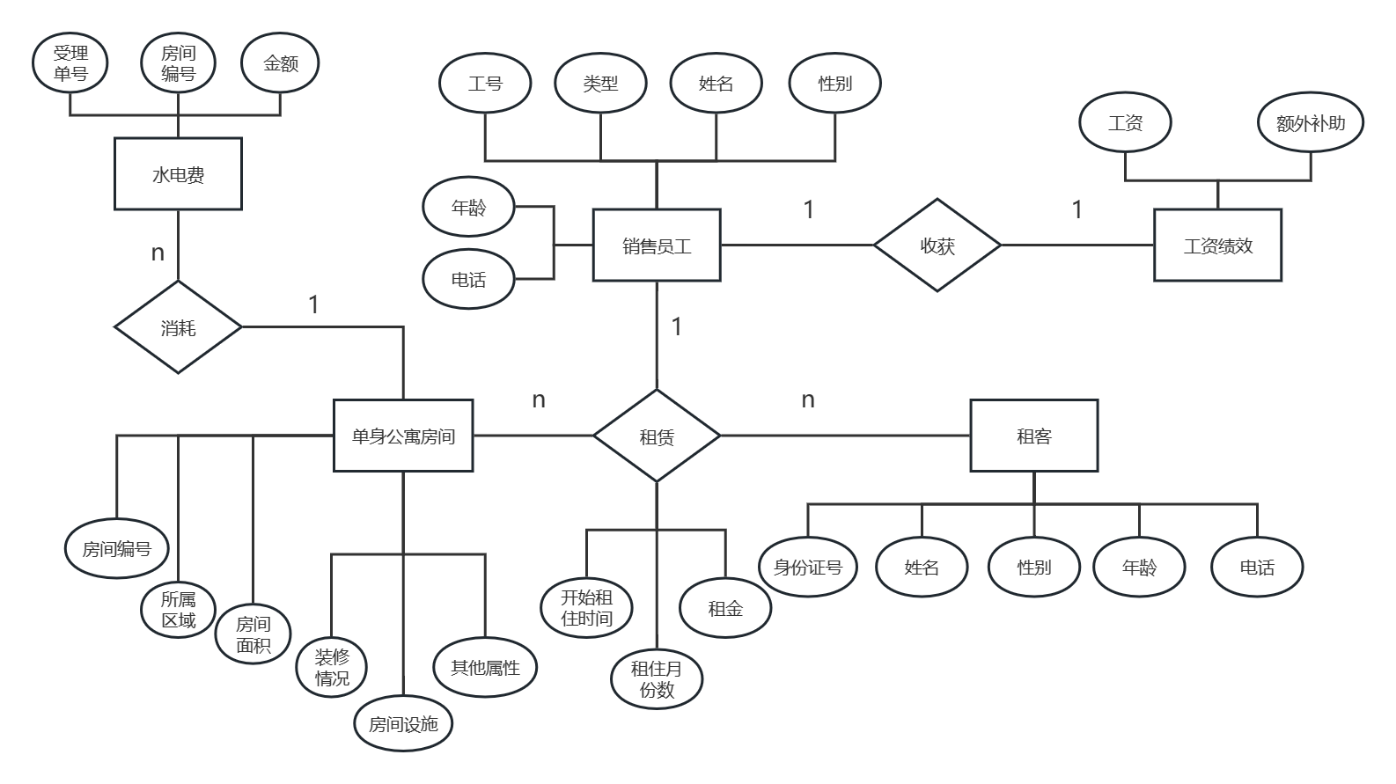 受理
单号
房间
编号
金额
水电费
n
消耗
1
工号
类型
姓名
性别
年龄
电话
销售员工
1
收获
1
工资
额外补助
工资绩效
1
单身公寓房间
n
租赁
n
租客
房间编号
所属
区域
房间
面积
装修
情况
房间设施
其他属性
开始租
住时间
租住月
份数
租金
身份证号
姓名
性别
年龄
电话